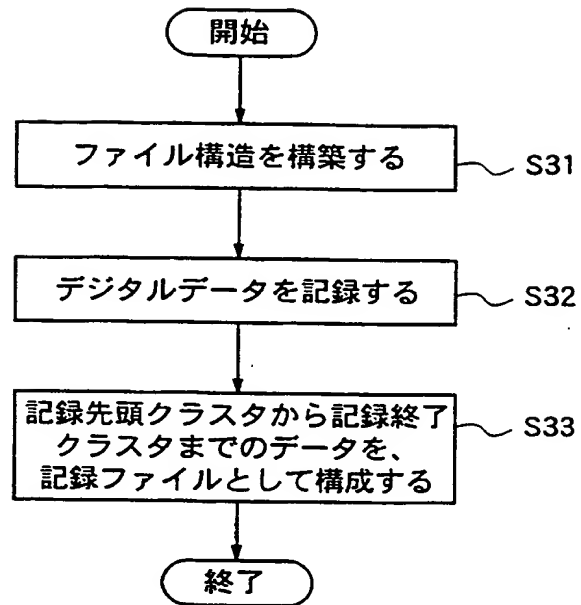 開始
ファイル構造を構築する
S31
デジタルデータを記録する
S32
記録先頭クラスタから記録終了
クラスタまでのデータを、
記録ファイルとして構成する
S33
終了